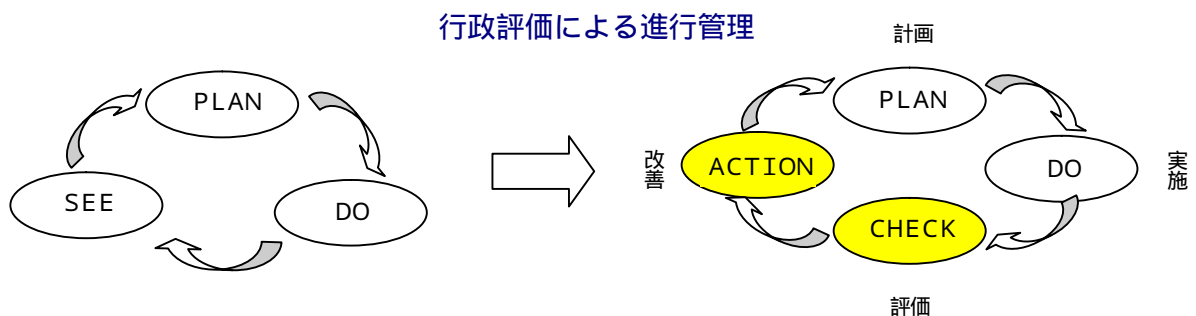 行政評価による進行管理
計画
PLAN
PLAN
改善
ACTION
DO
実施
SEE
DO
CHECK
評価